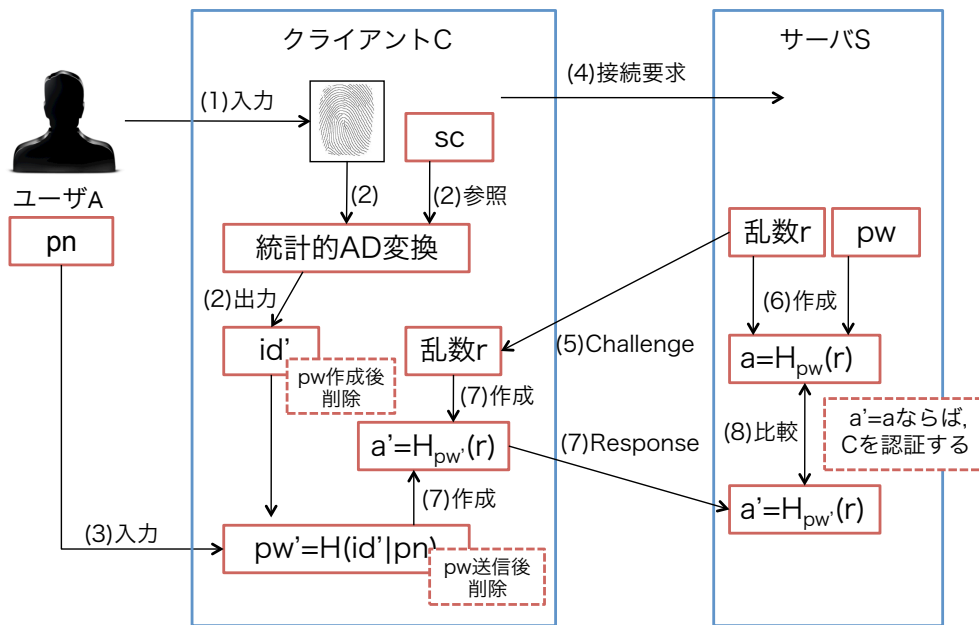 クライアントC
サーバS
(4)接続要求
(1)入力
sc
ユーザA
(2)
(2)参照
pn
統計的AD変換
乱数r
pw
(2)出力
(6)作成
id'
乱数r
(5)Challenge
a=Hpw(r)
pw作成後
削除
(7)作成
a'=Hpw'(r)
(7)Response
(8)比較
a'=aならば,
Cを認証する
(7)作成
a'=Hpw'(r)
(3)入力
pw'=H(id'|pn)
pw送信後
削除